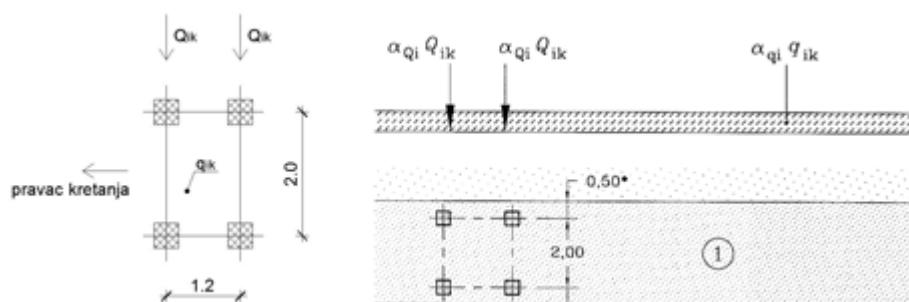 Qik Qik
qik
pravac kretanja
2.0
1.2
αQi Qik αQi Qik αqi qik
0,50*
2,00
1